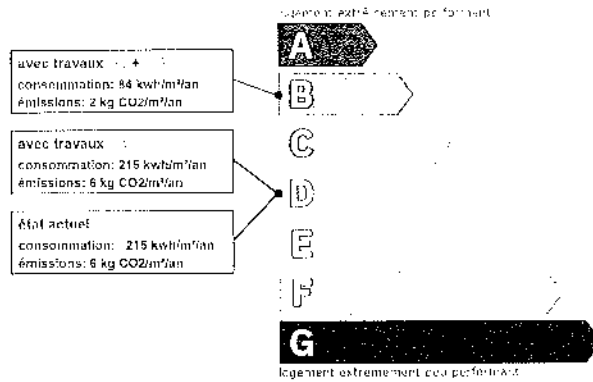 logement extrêmement performant
A
avec travaux +
consommation: 84 kwh/m²/an
émissions: 2 kg CO2/m²/an
B
C
avec travaux
consommation: 215 kwh/m²/an
émissions: 6 kg CO2/m²/an
D
état actuel
consommation: 215 kwh/m²/an
émissions: 6 kg CO2/m²/an
E
F
G
logement extrêmement peu performant